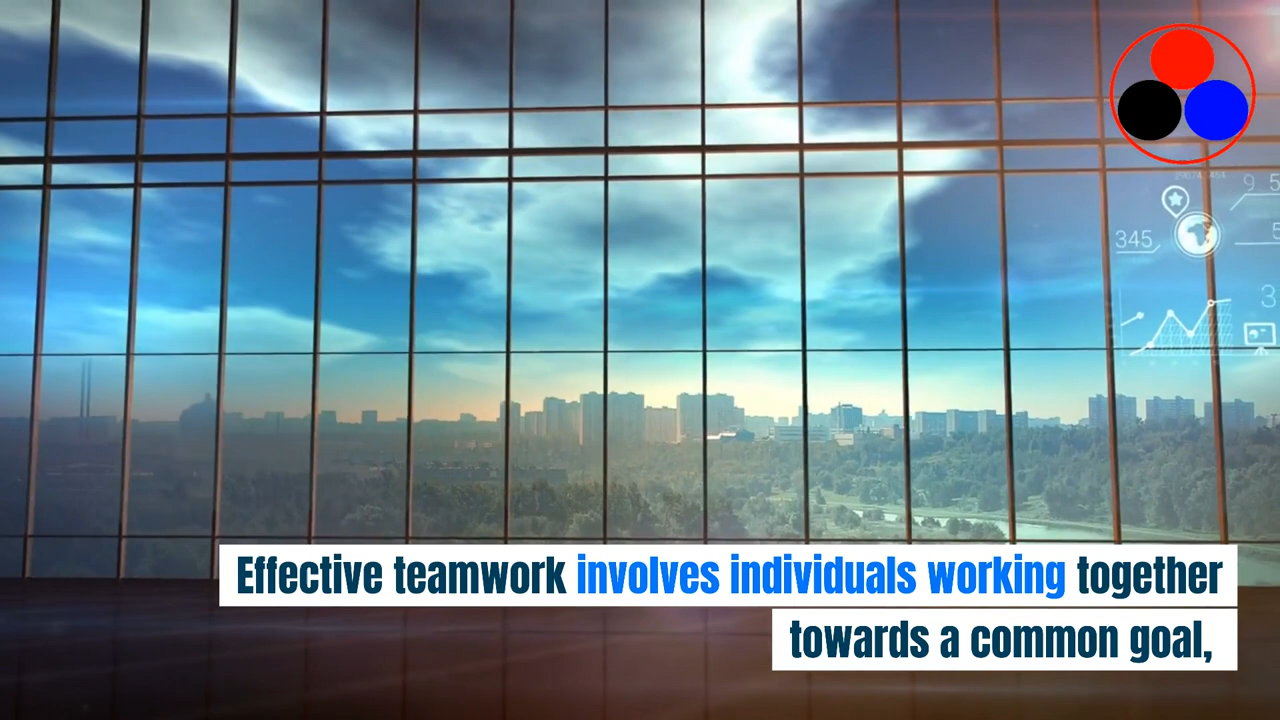 345
Effective teamwork involves individuals working together
towards a common goal,